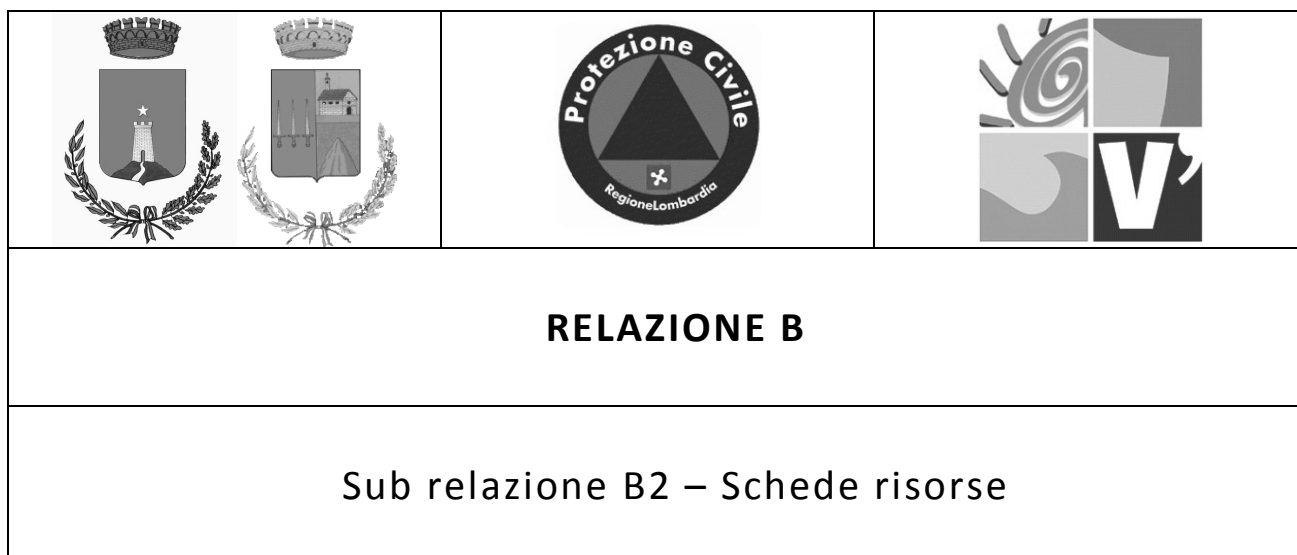 Protezione Civile
RegioneLombardia
V'
RELAZIONE B
Sub relazione B2 – Schede risorse